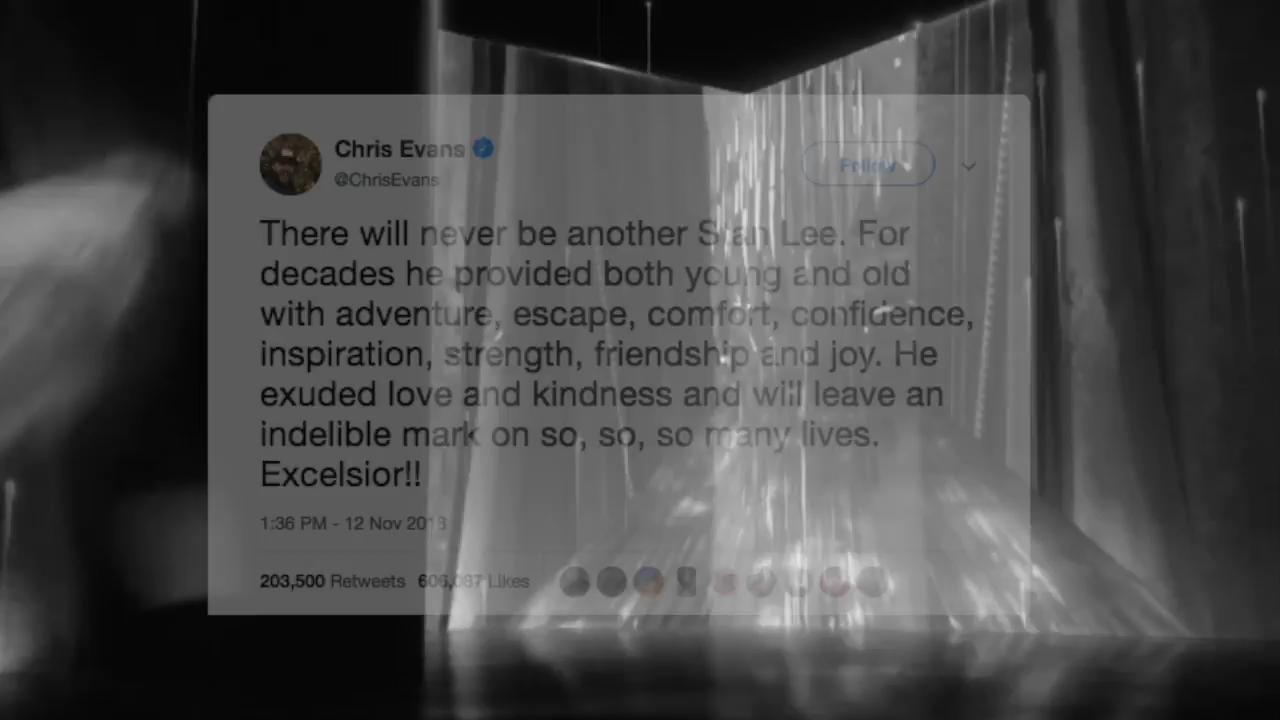 Chris Evans
@ChrisEvans
Follow
There will never be another Stan Lee. For
decades he provided both young and old
with adventure, escape, comfort, confidence,
inspiration, strength, friendship and joy. He
exuded love and kindness and will leave an
indelible mark on so, so, so many lives.
Excelsior!!
1:36 PM - 12 Nov 2018
203,500 Retweets 606,087 Likes